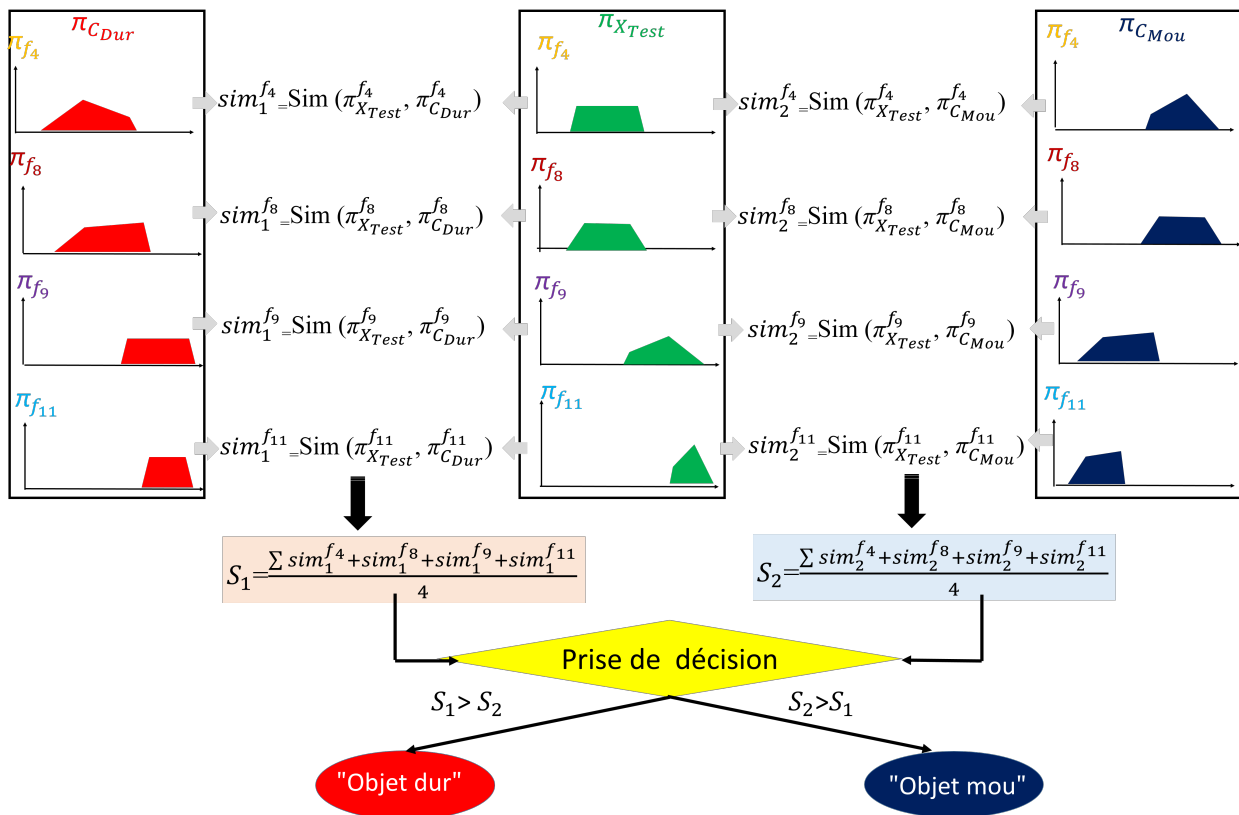 π_{C_{Dur}} π_{X_{Test}} π_{C_{Mou}}
π_{f_4} π_{f_4} π_{f_4}
sim_1^{f_4}=Sim (π_{X_{Test}}^{f_4}, π_{C_{Dur}}^{f_4}) sim_2^{f_4}=Sim (π_{X_{Test}}^{f_4}, π_{C_{Mou}}^{f_4})
π_{f_8} π_{f_8} π_{f_8}
sim_1^{f_8}=Sim (π_{X_{Test}}^{f_8}, π_{C_{Dur}}^{f_8}) sim_2^{f_8}=Sim (π_{X_{Test}}^{f_8}, π_{C_{Mou}}^{f_8})
π_{f_9} π_{f_9} π_{f_9}
sim_1^{f_9}=Sim (π_{X_{Test}}^{f_9}, π_{C_{Dur}}^{f_9}) sim_2^{f_9}=Sim (π_{X_{Test}}^{f_9}, π_{C_{Mou}}^{f_9})
π_{f_{11}} π_{f_{11}} π_{f_{11}}
sim_1^{f_{11}}=Sim (π_{X_{Test}}^{f_{11}}, π_{C_{Dur}}^{f_{11}}) sim_2^{f_{11}}=Sim (π_{X_{Test}}^{f_{11}}, π_{C_{Mou}}^{f_{11}})
S_1=\frac{∑ sim_1^{f_4}+sim_1^{f_8}+sim_1^{f_9}+sim_1^{f_{11}}}{4} S_2=\frac{∑ sim_2^{f_4}+sim_2^{f_8}+sim_2^{f_9}+sim_2^{f_{11}}}{4}
Prise de décision
S_1> S_2 S_2>S_1
"Objet dur" "Objet mou"